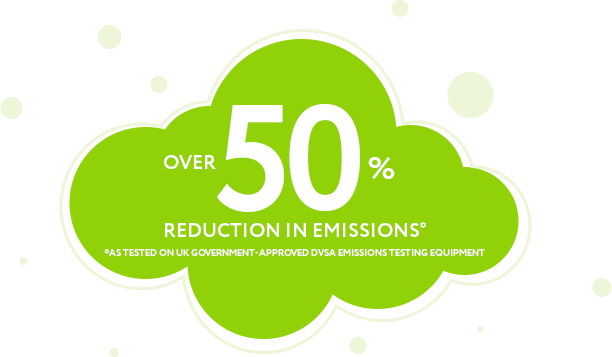 OVER 50 %
REDUCTION IN EMISSIONS°
°AS TESTED ON UK GOVERNMENT-APPROVED DVSA EMISSIONS TESTING EQUIPMENT